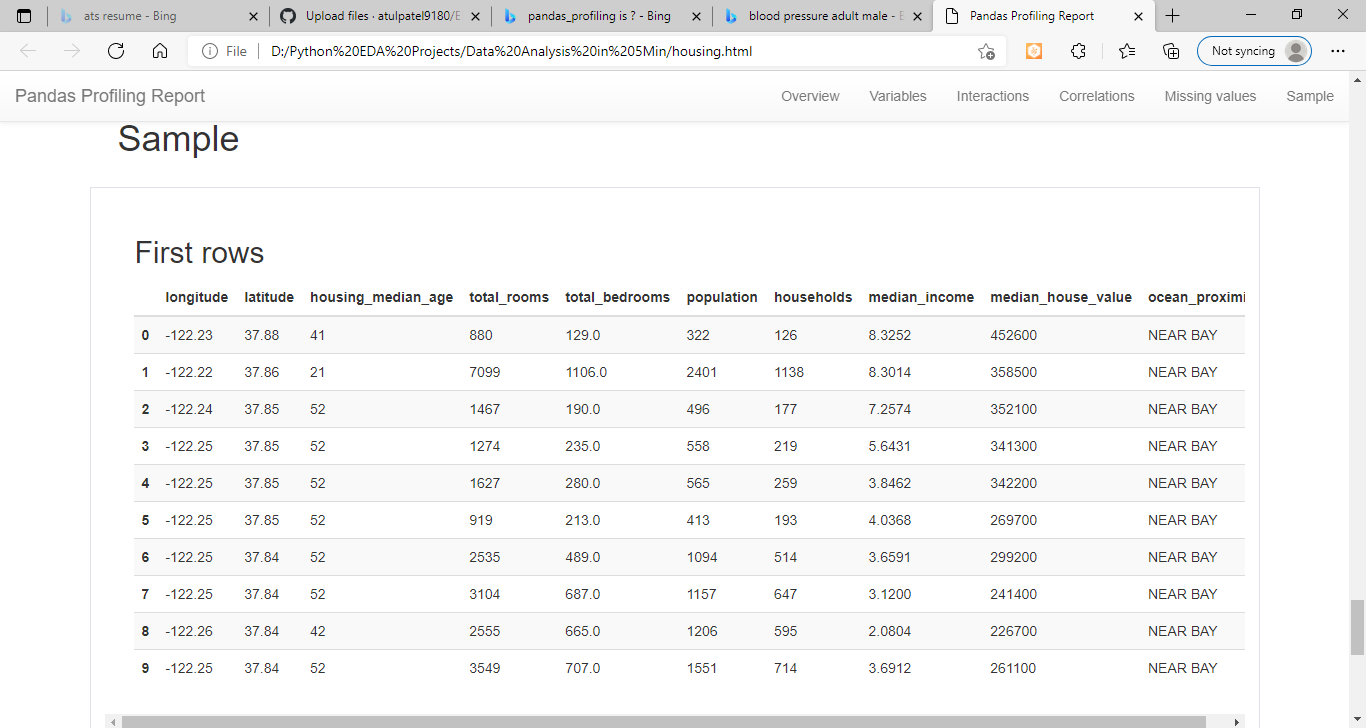 ats resume - Bing
Upload files · atulpatel9180/E
pandas_profiling is ? - Bing
blood pressure adult male - E
Pandas Profiling Report
File
D:/Python%20EDA%20Projects/Data%20Analysis%20in%205Min/housing.html
Not syncing
Pandas Profiling Report
Overview Variables Interactions Correlations Missing values Sample
Sample
First rows
longitude latitude housing_median_age total_rooms total_bedrooms population households median_income median_house_value ocean_proximi
0 -122.23 37.88 41 880 129.0 322 126 8.3252 452600 NEAR BAY
1 -122.22 37.86 21 7099 1106.0 2401 1138 8.3014 358500 NEAR BAY
2 -122.24 37.85 52 1467 190.0 496 177 7.2574 352100 NEAR BAY
3 -122.25 37.85 52 1274 235.0 558 219 5.6431 341300 NEAR BAY
4 -122.25 37.85 52 1627 280.0 565 259 3.8462 342200 NEAR BAY
5 -122.25 37.85 52 919 213.0 413 193 4.0368 269700 NEAR BAY
6 -122.25 37.84 52 2535 489.0 1094 514 3.6591 299200 NEAR BAY
7 -122.25 37.84 52 3104 687.0 1157 647 3.1200 241400 NEAR BAY
8 -122.26 37.84 42 2555 665.0 1206 595 2.0804 226700 NEAR BAY
9 -122.25 37.84 52 3549 707.0 1551 714 3.6912 261100 NEAR BAY